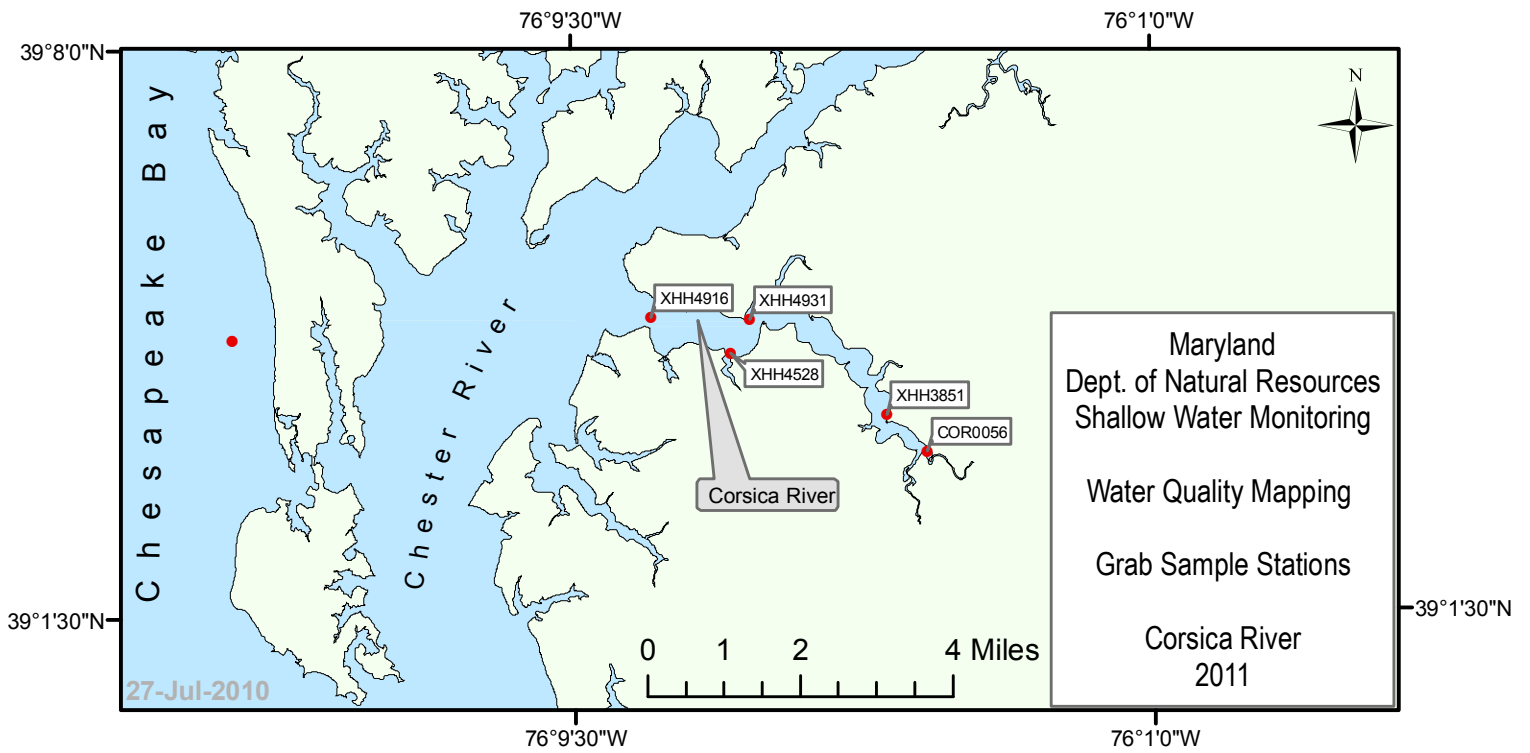 76°9'30"W
76°1'0"W
39°8'0"N
N
Chesapeake Bay
Chester River
XHH4916
XHH4931
XHH4528
XHH3851
COR0056
Corsica River
Maryland
Dept. of Natural Resources
Shallow Water Monitoring
Water Quality Mapping
Grab Sample Stations
Corsica River
2011
39°1'30"N
39°1'30"N
0 1 2 4 Miles
27-Jul-2010
76°9'30"W
76°1'0"W